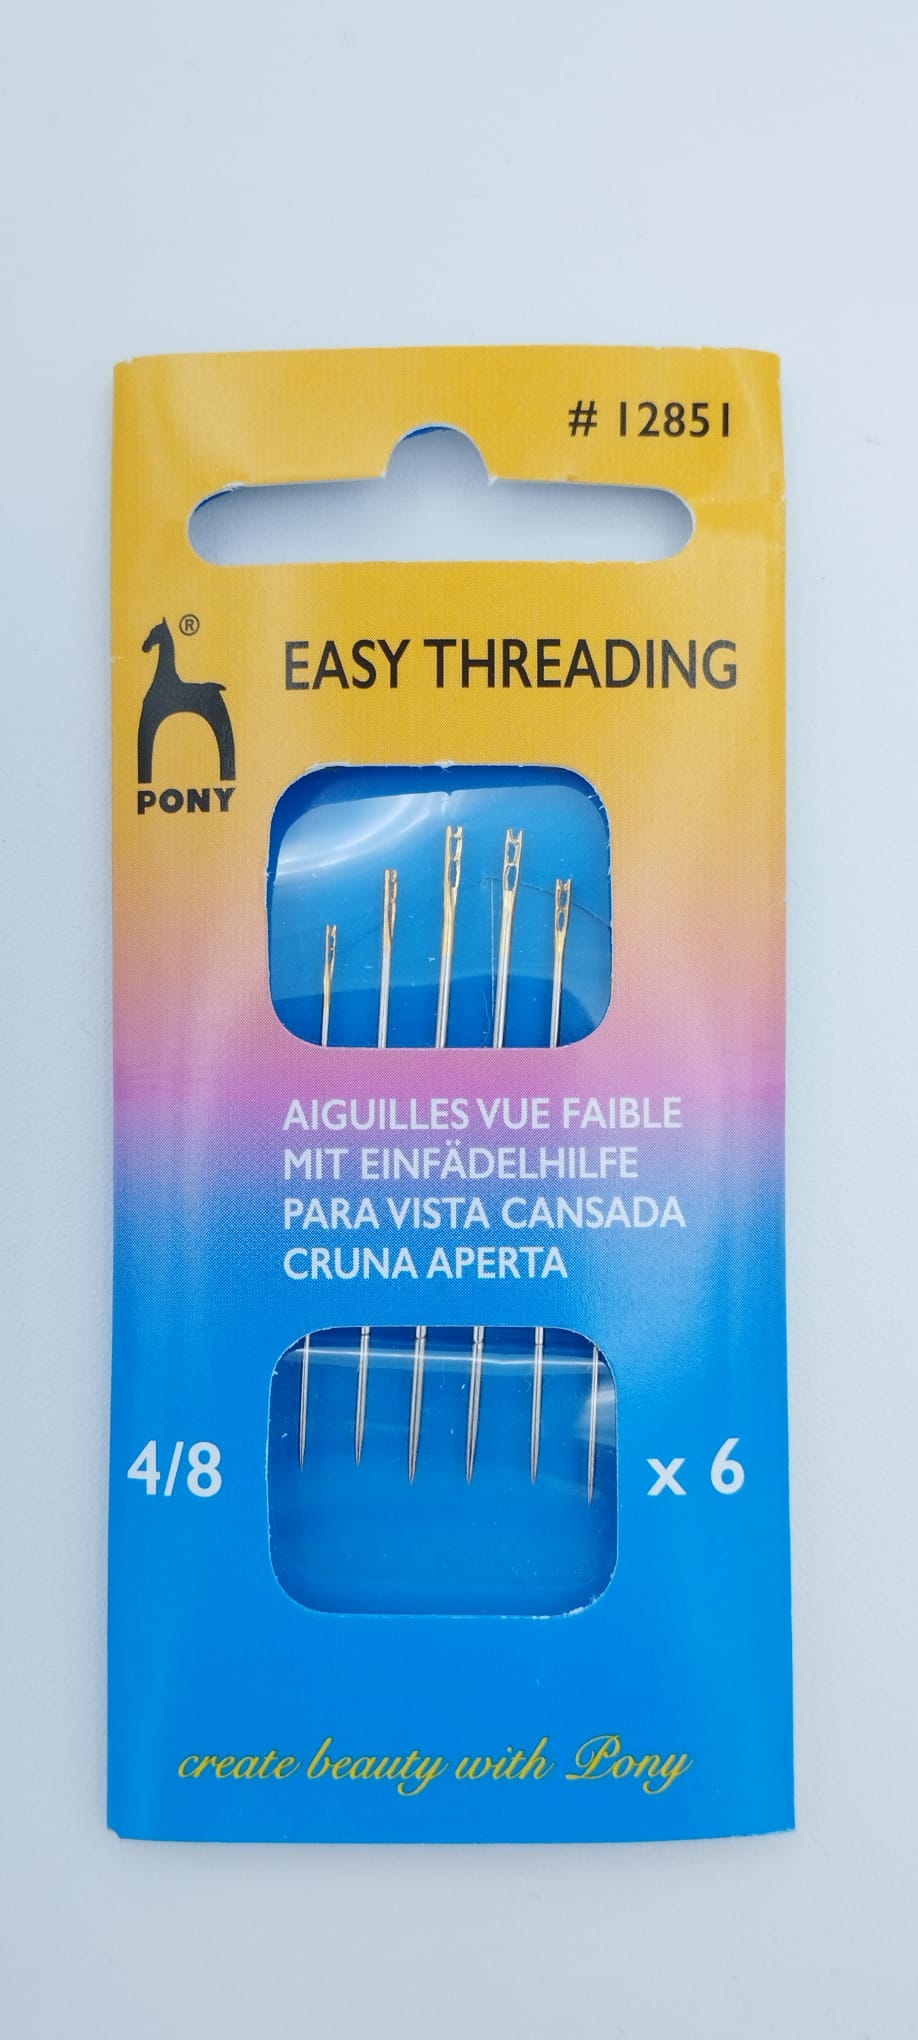 # 12851
®
PONY
EASY THREADING
AIGUILLES VUE FAIBLE
MIT EINFÄDELHILFE
PARA VISTA CANSADA
CRUNA APERTA
4/8
x 6
create beauty with Pony